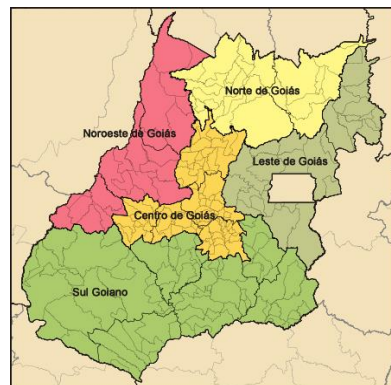 Norte de Goiás
Noroeste de Goiás
Leste de Goiás
Centro de Goiás
Sul Goiano